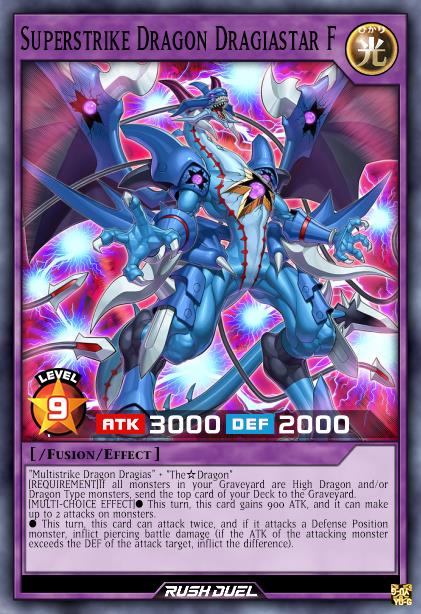 Superstrike Dragon Dragiastar F
ひかり
光
LEVEL
9
ATK 3000 DEF 2000
[/Fusion/Effect]
"Multistrike Dragon Dragias" + "The☆Dragon"
[REQUIREMENT]If all monsters in your Graveyard are High Dragon and/or
Dragon Type monsters, send the top card of your Deck to the Graveyard.
[MULTI-CHOICE EFFECT]● This turn, this card gains 900 ATK, and it can make
up to 2 attacks on monsters.
● This turn, this card can attack twice, and if it attacks a Defense Position
monster, inflict piercing battle damage (if the ATK of the attacking monster
exceeds the DEF of the attack target, inflict the difference).
RUSH DUEL